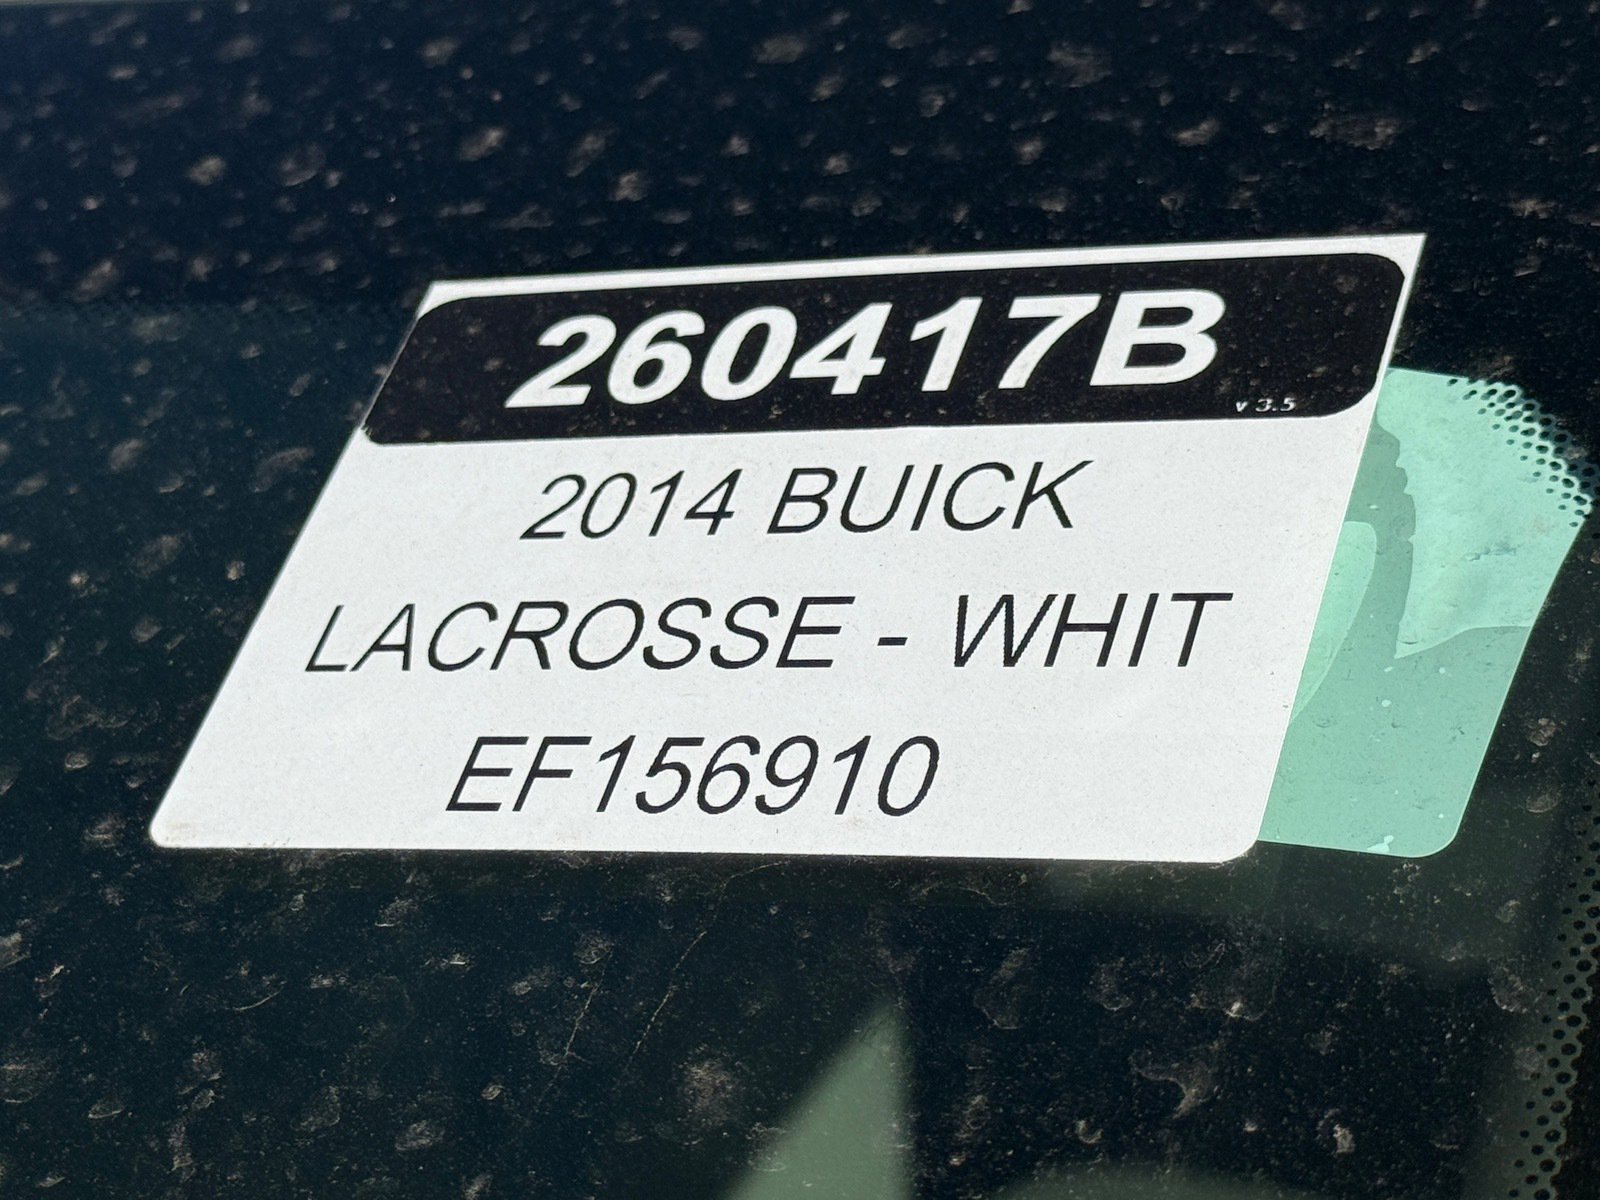 260417B
v 3.5
2014 BUICK
LACROSSE - WHIT
EF156910